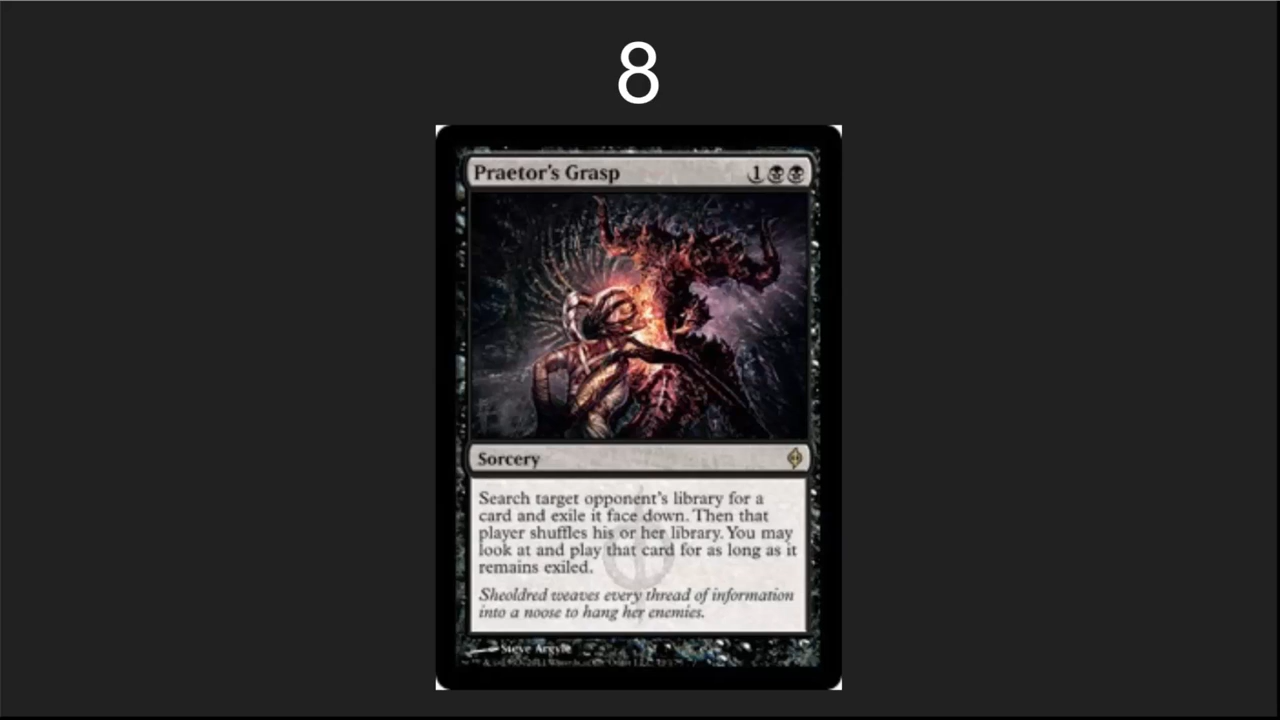 8
Praetor's Grasp 1
Sorcery
Search target opponent's library for a
card and exile it face down. Then that
player shuffles his or her library. You may
look at and play that card for as long as it
remains exiled.
Sheoldred weaves every thread of information
into a noose to hang her enemies.
Steve Argyle